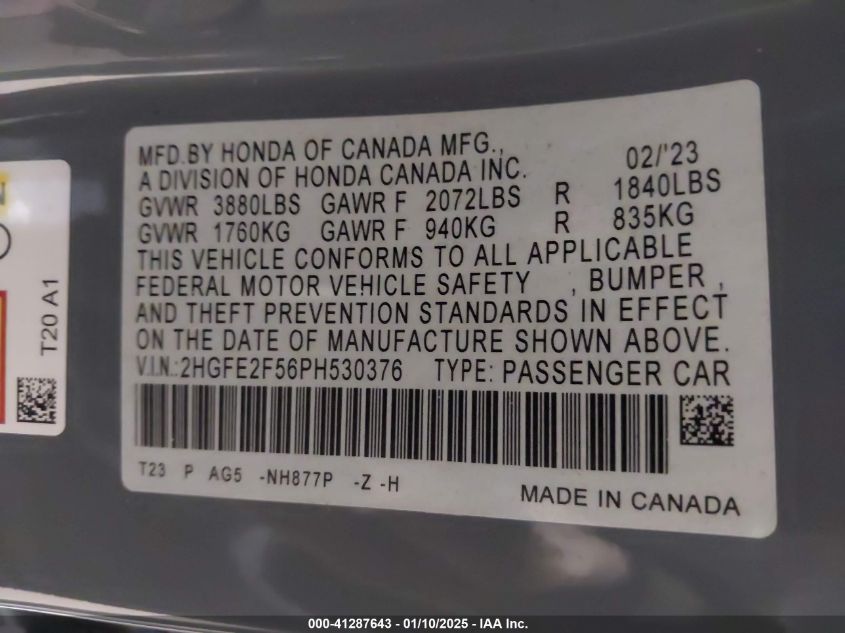 MFD.BY HONDA OF CANADA MFG., 02/'23
A DIVISION OF HONDA CANADA INC.
GVWR 3880LBS GAWR F 2072LBS R 1840LBS
GVWR 1760KG GAWR F 940KG R 835KG
THIS VEHICLE CONFORMS TO ALL APPLICABLE
FEDERAL MOTOR VEHICLE SAFETY , BUMPER ,
AND THEFT PREVENTION STANDARDS IN EFFECT
ON THE DATE OF MANUFACTURE SHOWN ABOVE.
V.I.N.:2HGFE2F56PH530376 TYPE: PASSENGER CAR
T23 P AG5 -NH877P -Z -H
MADE IN CANADA
T20 A1
000-41287643 - 01/10/2025 - IAA Inc.